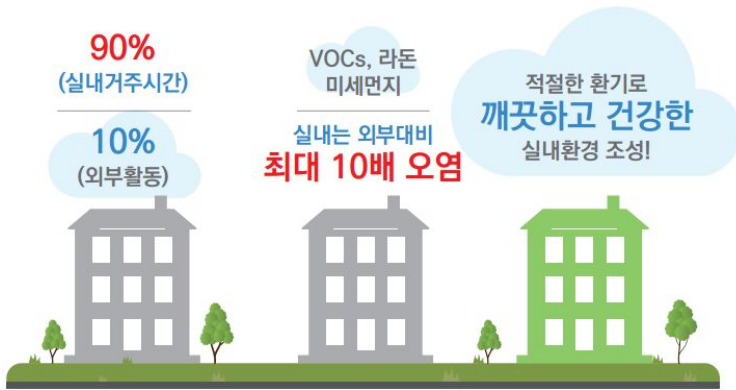 90%
(실내거주시간)
10%
(외부활동)
VOCs, 라돈
미세먼지
실내는 외부대비
최대 10배 오염
적절한 환기로
깨끗하고 건강한
실내환경 조성!